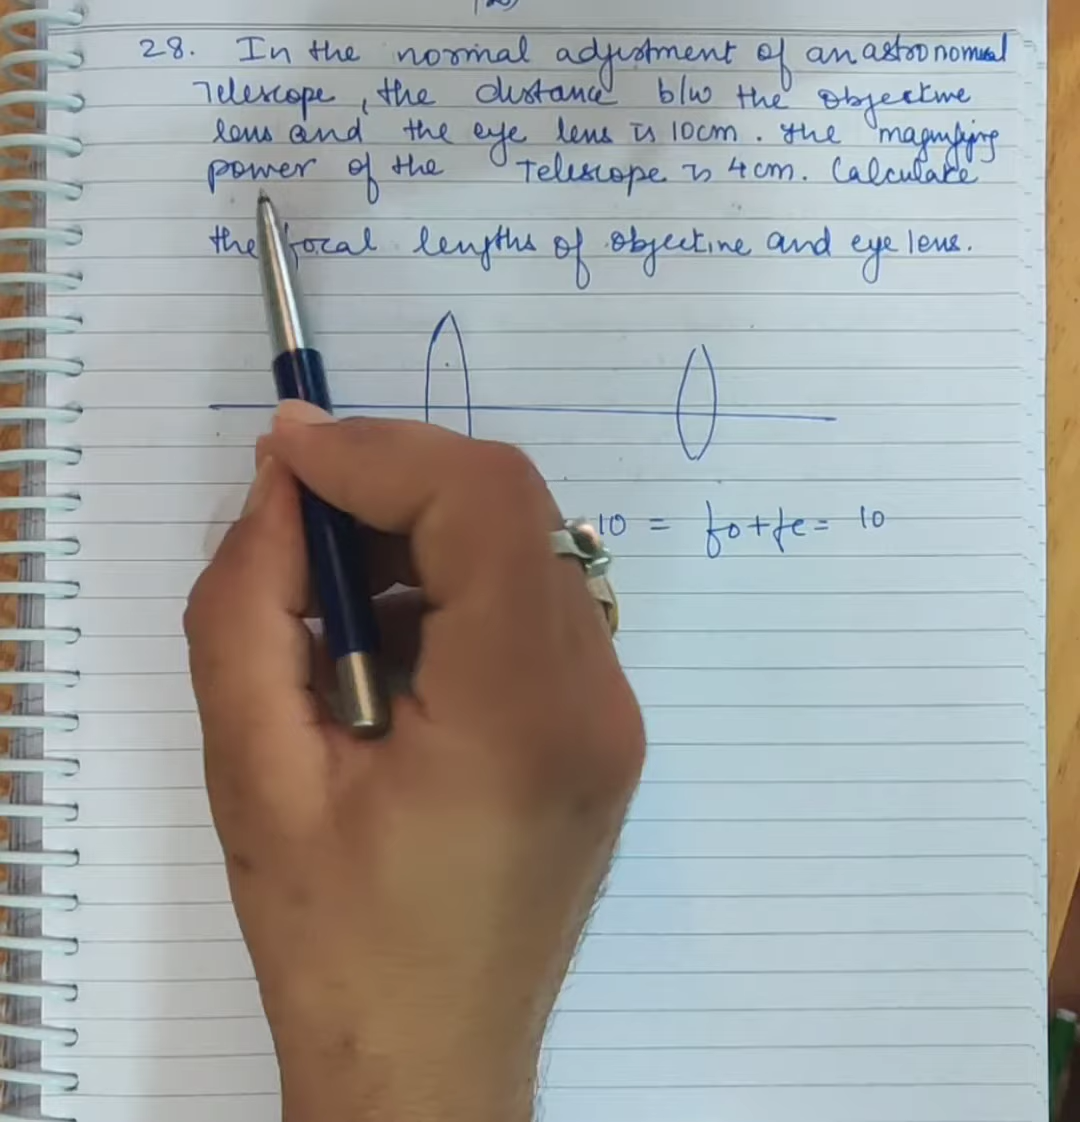 28. In the normal adjustment of an astronomical
Telescope, the distance b/w the objective
lens and the eye lens is 10cm. The magnifying
power of the Telescope is 4cm. Calculate
the focal lengths of objective and eye lens.
10 = fo+fe = 10